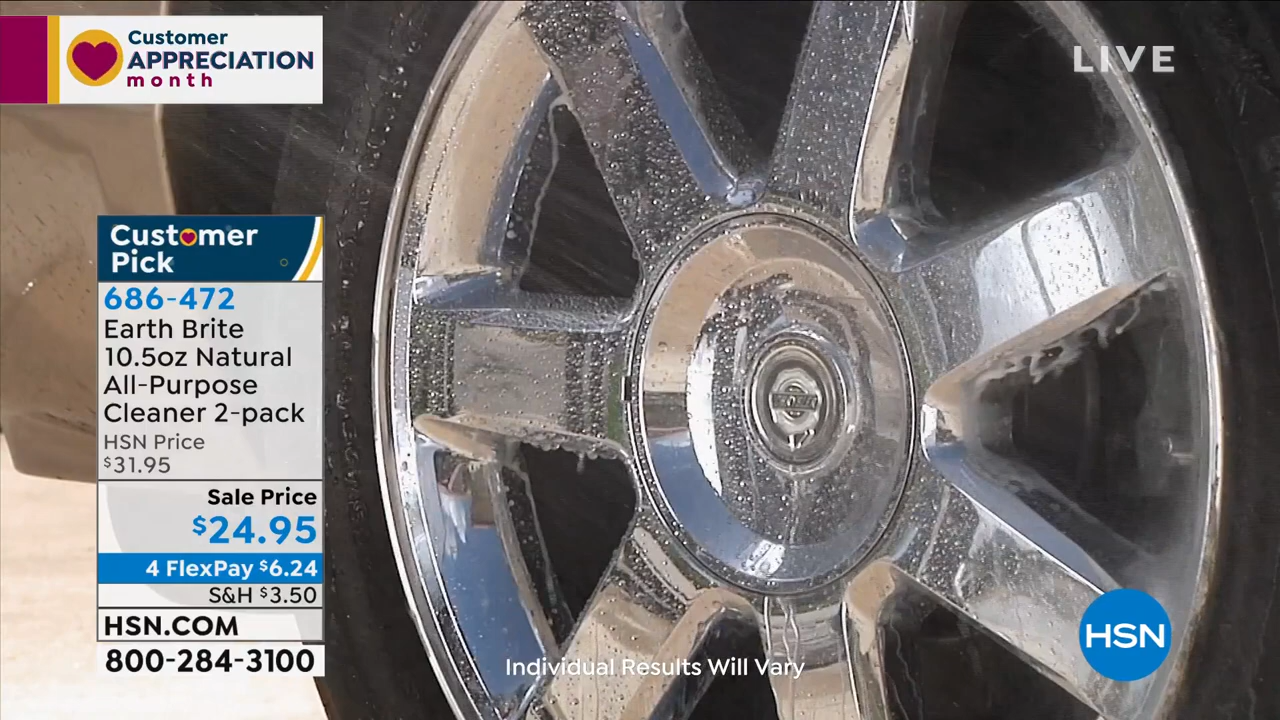 Customer
APPRECIATION
month
LIVE
Customer
Pick
686-472
Earth Brite
10.5oz Natural
All-Purpose
Cleaner 2-pack
HSN Price
$31.95
Sale Price
$24.95
4 FlexPay $6.24
S&H $3.50
HSN.COM
800-284-3100
Individual Results Will Vary
HSN